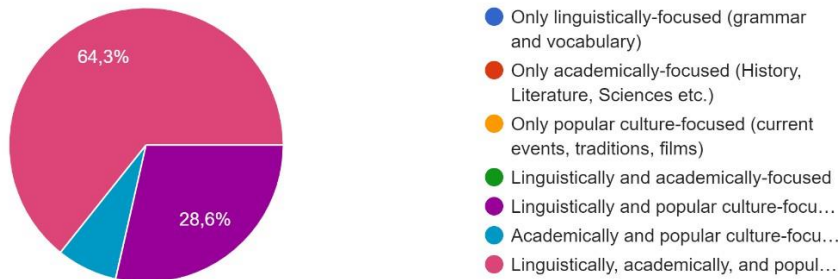 64,3%
28,6%
Only linguistically-focused (grammar
and vocabulary)
Only academically-focused (History,
Literature, Sciences etc.)
Only popular culture-focused (current
events, traditions, films)
Linguistically and academically-focused
Linguistically and popular culture-focu…
Academically and popular culture-focu…
Linguistically, academically, and popul…